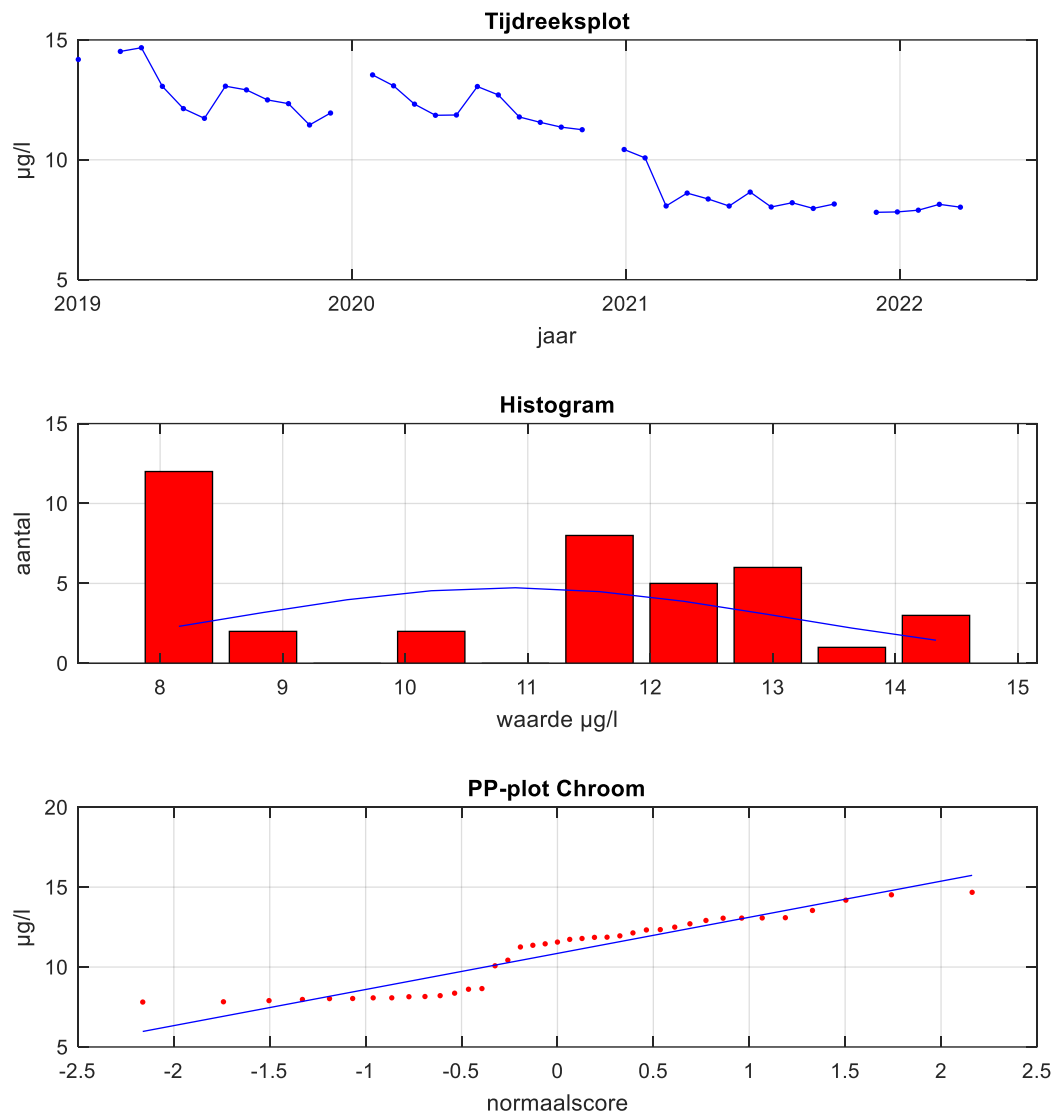 Tijdreeksplot
15
10
5
µg/l
2019 2020 2021 2022
jaar
Histogram
15
10
5
0
aantal
8 9 10 11 12 13 14 15
waarde µg/l
PP-plot Chroom
20
15
10
5
µg/l
-2.5 -2 -1.5 -1 -0.5 0 0.5 1 1.5 2 2.5
normaalscore